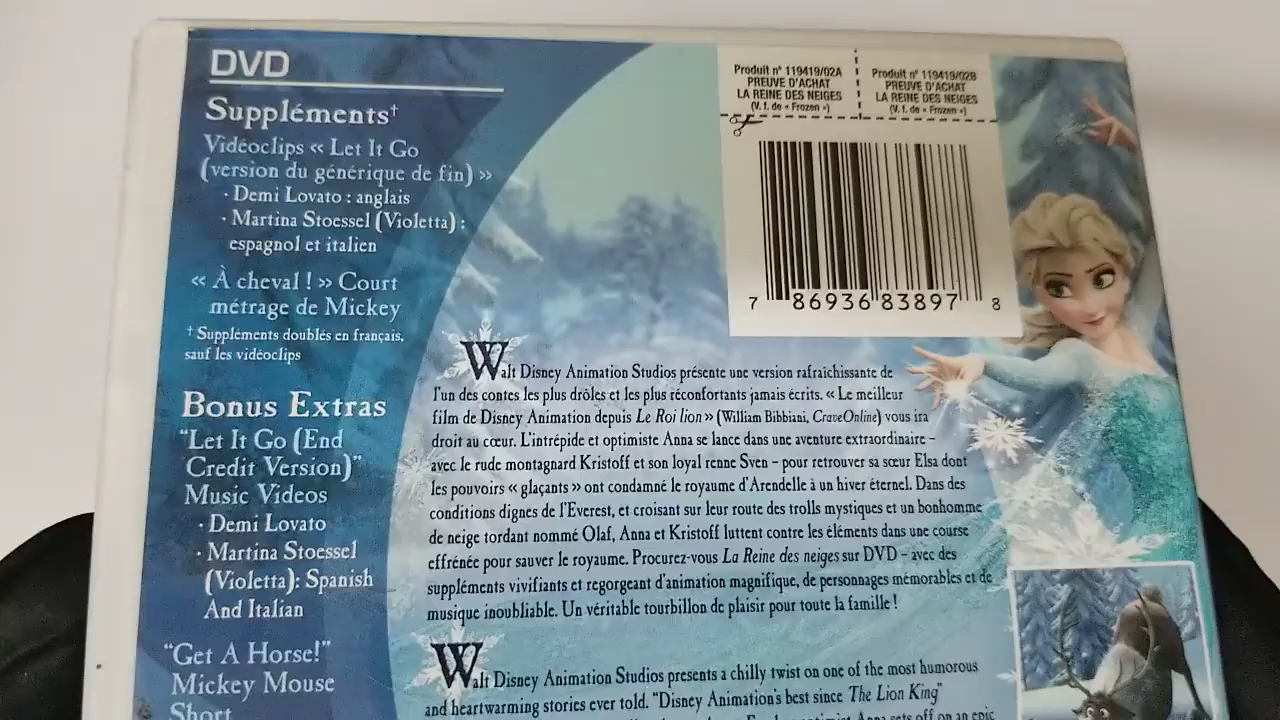 DVD
Suppléments†
Vidéoclips « Let It Go
(version du générique de fin) »
· Demi Lovato : anglais
· Martina Stoessel (Violetta) :
espagnol et italien
« À cheval ! » Court
métrage de Mickey
† Suppléments doublés en français,
sauf les vidéoclips
Bonus Extras
"Let It Go (End
Credit Version)"
Music Videos
· Demi Lovato
· Martina Stoessel
(Violetta): Spanish
And Italian
"Get A Horse!"
Mickey Mouse
Short
Produit n° 119419/02A
PREUVE D'ACHAT
LA REINE DES NEIGES
(V. f. de « Frozen »)
Produit n° 119419/02B
PREUVE D'ACHAT
LA REINE DES NEIGES
(V. f. de « Frozen »)
7 86936 83897 8
Walt Disney Animation Studios présente une version rafraîchissante de
l'un des contes les plus drôles et les plus réconfortants jamais écrits. « Le meilleur
film de Disney Animation depuis Le Roi lion » (William Bibbiani, CraveOnline) vous ira
droit au cœur. L'intrépide et optimiste Anna se lance dans une aventure extraordinaire –
avec le rude montagnard Kristoff et son loyal renne Sven – pour retrouver sa sœur Elsa dont
les pouvoirs « glaçants » ont condamné le royaume d'Arendelle à un hiver éternel. Dans des
conditions dignes de l'Everest, et croisant sur leur route des trolls mystiques et un bonhomme
de neige tordant nommé Olaf, Anna et Kristoff luttent contre les éléments dans une course
effrénée pour sauver le royaume. Procurez-vous La Reine des neiges sur DVD – avec des
suppléments vivifiants et regorgeant d'animation magnifique, de personnages mémorables et de
musique inoubliable. Un véritable tourbillon de plaisir pour toute la famille !
Walt Disney Animation Studios presents a chilly twist on one of the most humorous
and heartwarming stories ever told. "Disney Animation's best since The Lion King"